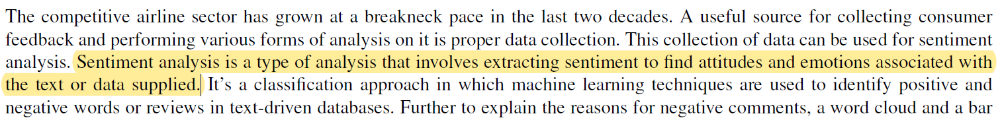 The competitive airline sector has grown at a breakneck pace in the last two decades. A useful source for collecting consumer
feedback and performing various forms of analysis on it is proper data collection. This collection of data can be used for sentiment
analysis. Sentiment analysis is a type of analysis that involves extracting sentiment to find attitudes and emotions associated with
the text or data supplied. It's a classification approach in which machine learning techniques are used to identify positive and
negative words or reviews in text-driven databases. Further to explain the reasons for negative comments, a word cloud and a bar